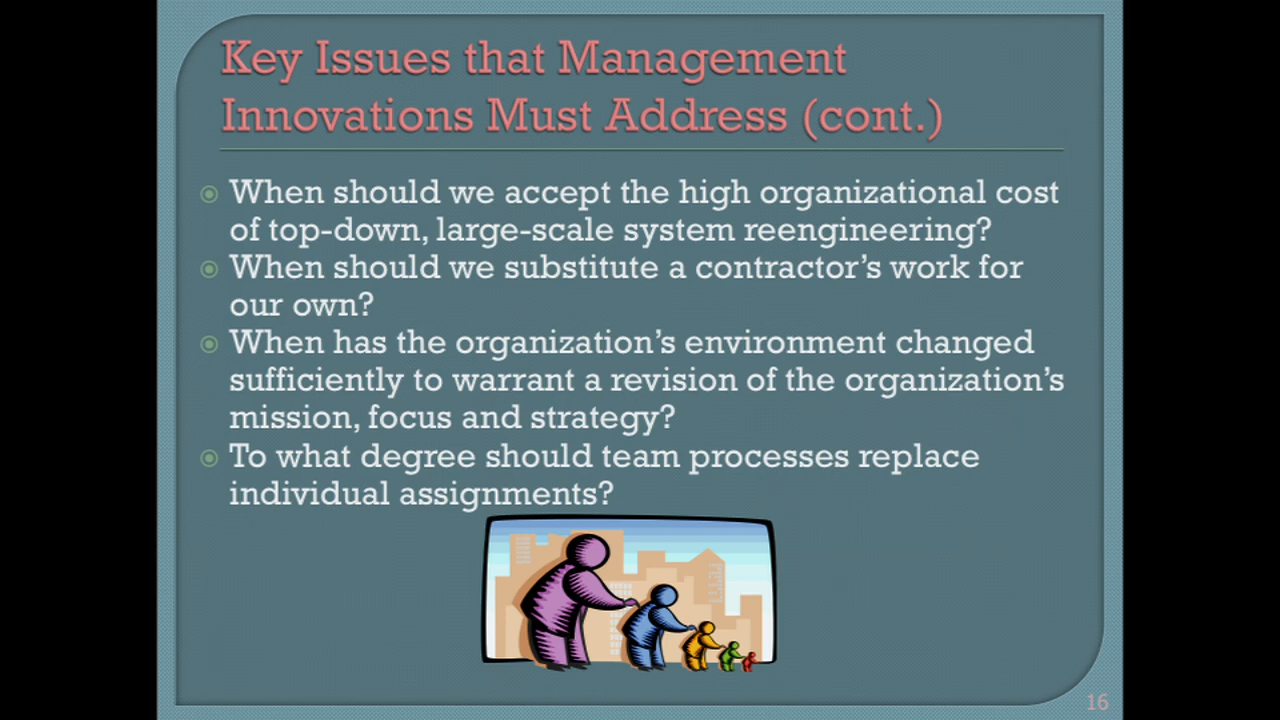 Key Issues that Management
Innovations Must Address (cont.)
When should we accept the high organizational cost
of top-down, large-scale system reengineering?
When should we substitute a contractor’s work for
our own?
When has the organization’s environment changed
sufficiently to warrant a revision of the organization’s
mission, focus and strategy?
To what degree should team processes replace
individual assignments?
16